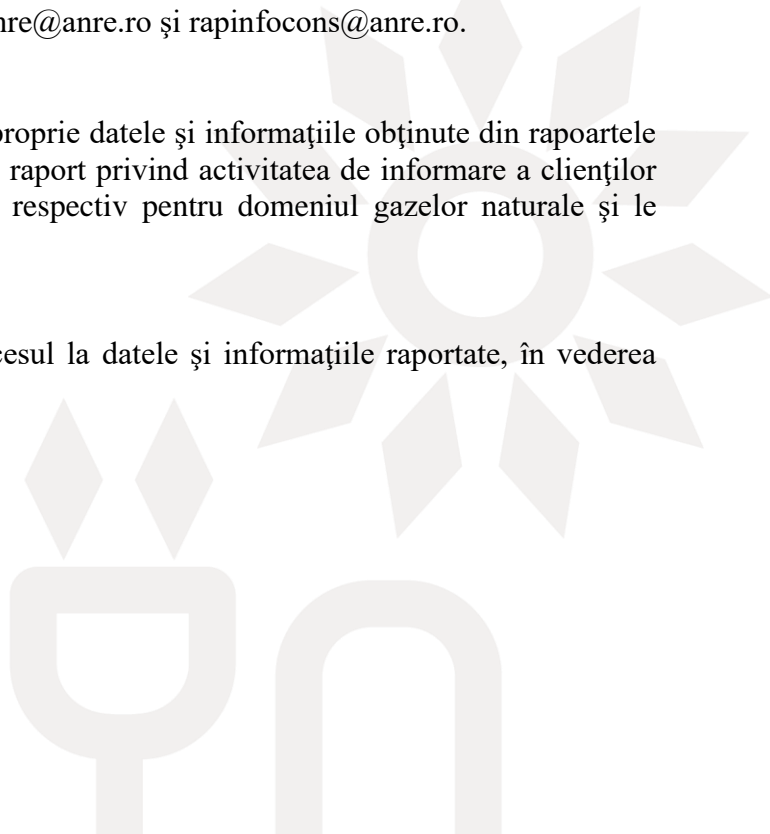 nre@anre.ro şi rapinfocons@anre.ro.
proprie datele şi informaţiile obţinute din rapoartele
raport privind activitatea de informare a clienţilor
respectiv pentru domeniul gazelor naturale şi le
cesul la datele şi informaţiile raportate, în vederea